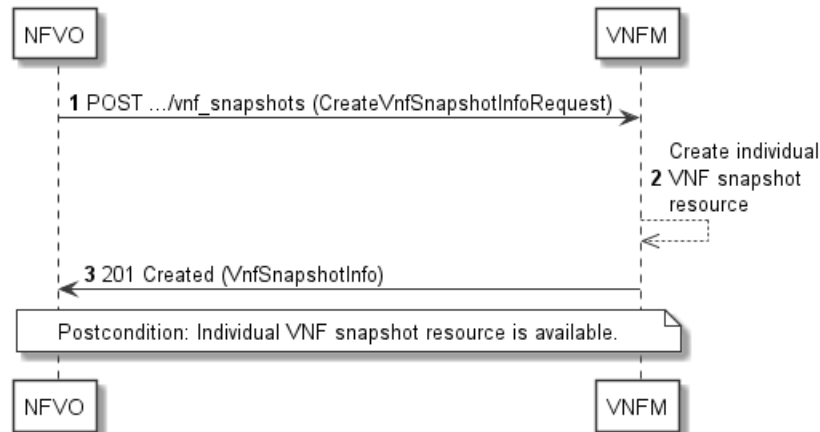 NFVO
VNFM
1 POST .../vnf_snapshots (CreateVnfSnapshotInfoRequest)
Create individual
2 VNF snapshot
resource
3 201 Created (VnfSnapshotInfo)
Postcondition: Individual VNF snapshot resource is available.
NFVO
VNFM